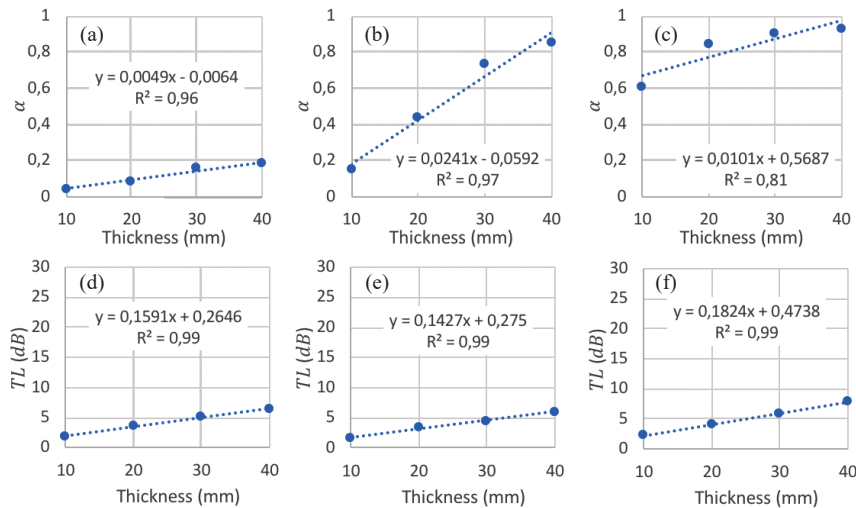 (a)
1
0,8
0,6
0,4
0,2
0
α
y = 0,0049x - 0,0064
R² = 0,96
10 20 30 40
Thickness (mm)
(b)
1
0,8
0,6
0,4
0,2
0
α
y = 0,0241x - 0,0592
R² = 0,97
10 20 30 40
Thickness (mm)
(c)
1
0,8
0,6
0,4
0,2
0
α
y = 0,0101x + 0,5687
R² = 0,81
10 20 30 40
Thickness (mm)
(d)
30
25
20
15
10
5
0
TL (dB)
y = 0,1591x + 0,2646
R² = 0,99
10 20 30 40
Thickness (mm)
(e)
30
25
20
15
10
5
0
TL (dB)
y = 0,1427x + 0,275
R² = 0,99
10 20 30 40
Thickness (mm)
(f)
30
25
20
15
10
5
0
TL (dB)
y = 0,1824x + 0,4738
R² = 0,99
10 20 30 40
Thickness (mm)